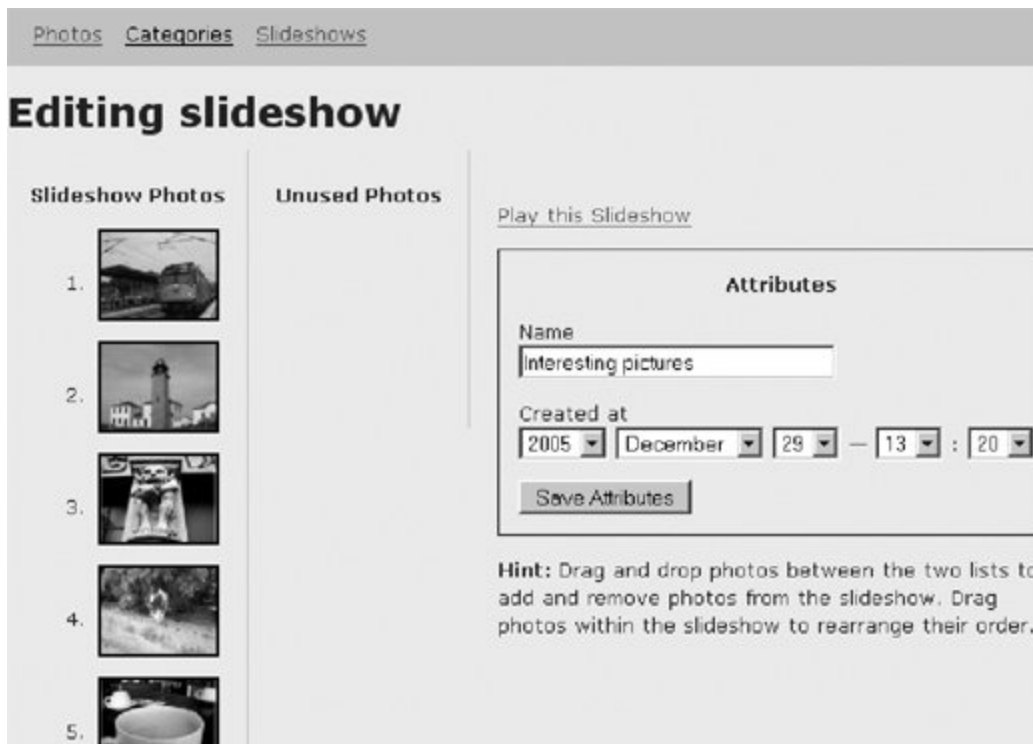 Photos Categories Slideshows
Editing slideshow
Slideshow Photos
1.
2.
3.
4.
5.
Unused Photos
Play this Slideshow
Attributes
Name
Interesting pictures
Created at
2005 December 29 — 13 : 20
Save Attributes
Hint: Drag and drop photos between the two lists to
add and remove photos from the slideshow. Drag
photos within the slideshow to rearrange their order.